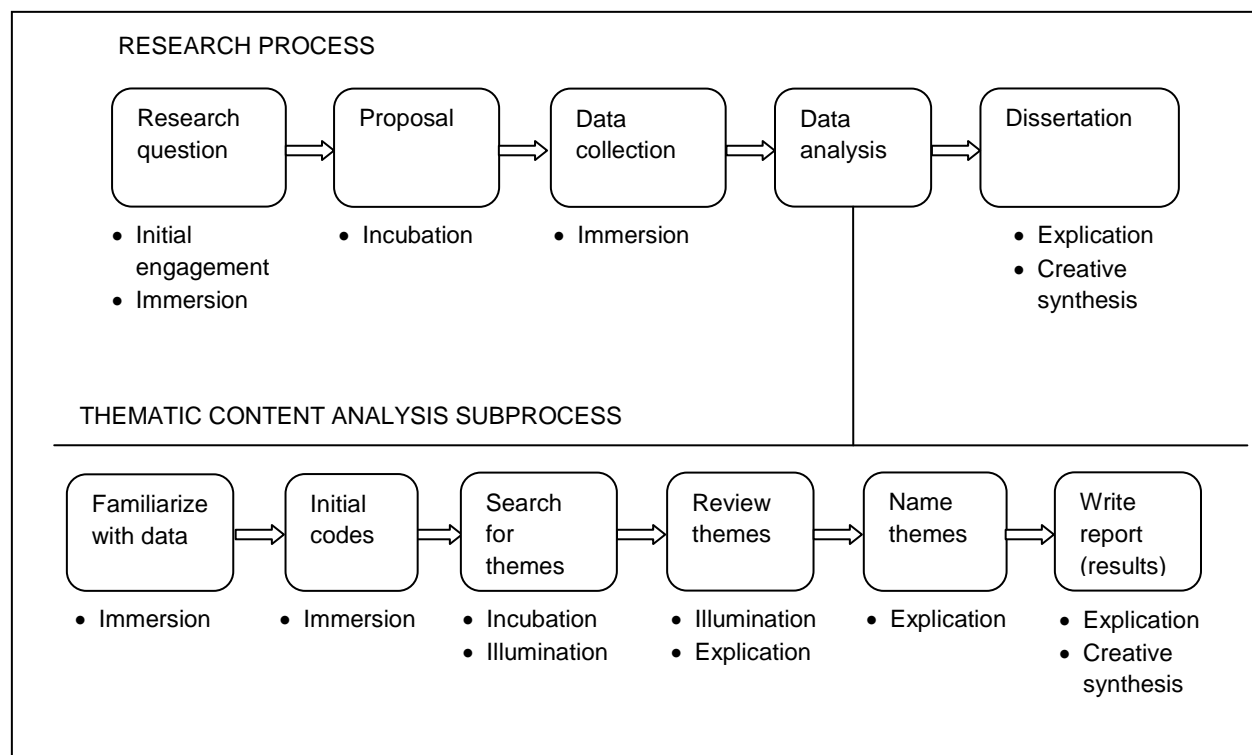 RESEARCH PROCESS
Research
question
Proposal
Data
collection
Data
analysis
Dissertation
• Initial
engagement
• Immersion
• Incubation
• Immersion
• Explication
• Creative
synthesis
THEMATIC CONTENT ANALYSIS SUBPROCESS
Familiarize
with data
Initial
codes
Search
for
themes
Review
themes
Name
themes
Write
report
(results)
• Immersion
• Immersion
• Incubation
• Illumination
• Illumination
• Explication
• Explication
• Explication
• Creative
synthesis